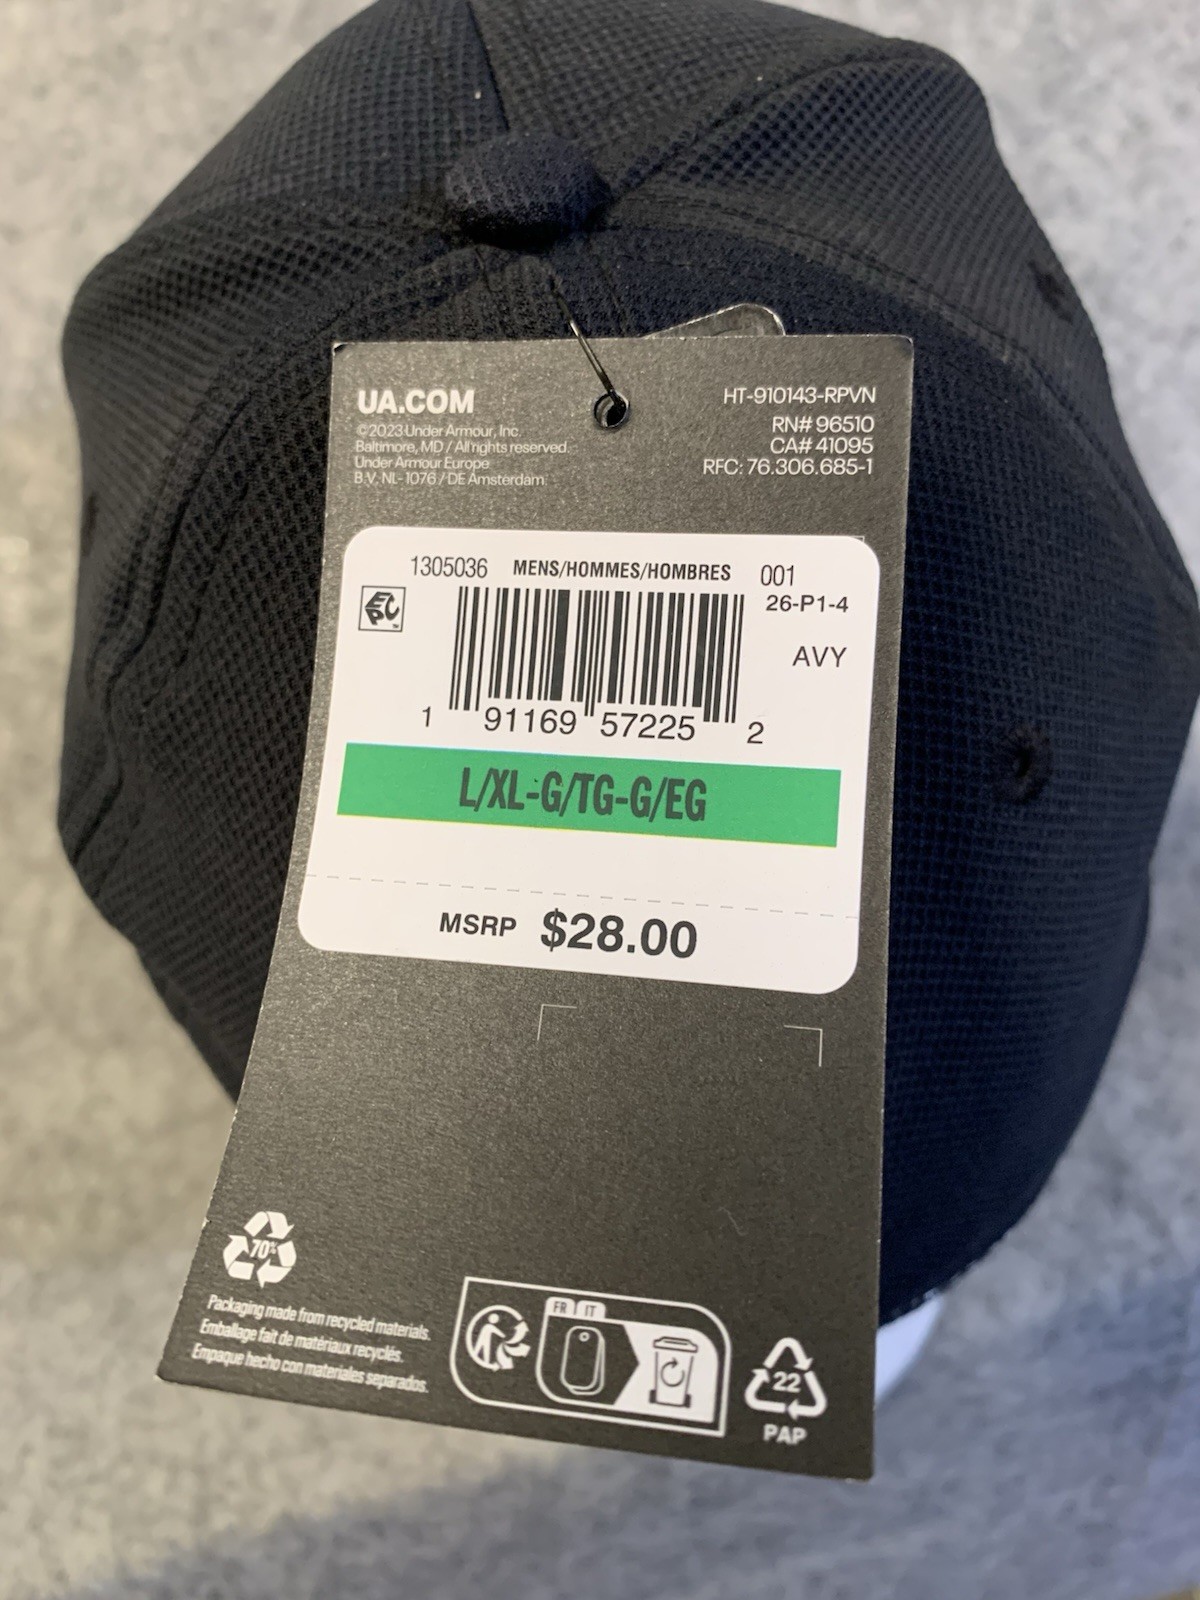 UA.COM
©2023 Under Armour, Inc.
Baltimore, MD / All rights reserved.
Under Armour Europe
B.V. NL- 1076 / DE Amsterdam
HT-910143-RPVN
RN# 96510
CA# 41095
RFC: 76.306.685-1
1305036 MENS/HOMMES/HOMBRES 001
26-P1-4
EPC
AVY
1 91169 57225 2
L/XL-G/TG-G/EG
MSRP $28.00
70%
Packaging made from recycled materials.
Emballage fait de matériaux recyclés.
Empaque hecho con materiales separados.
FR IT
22
PAP